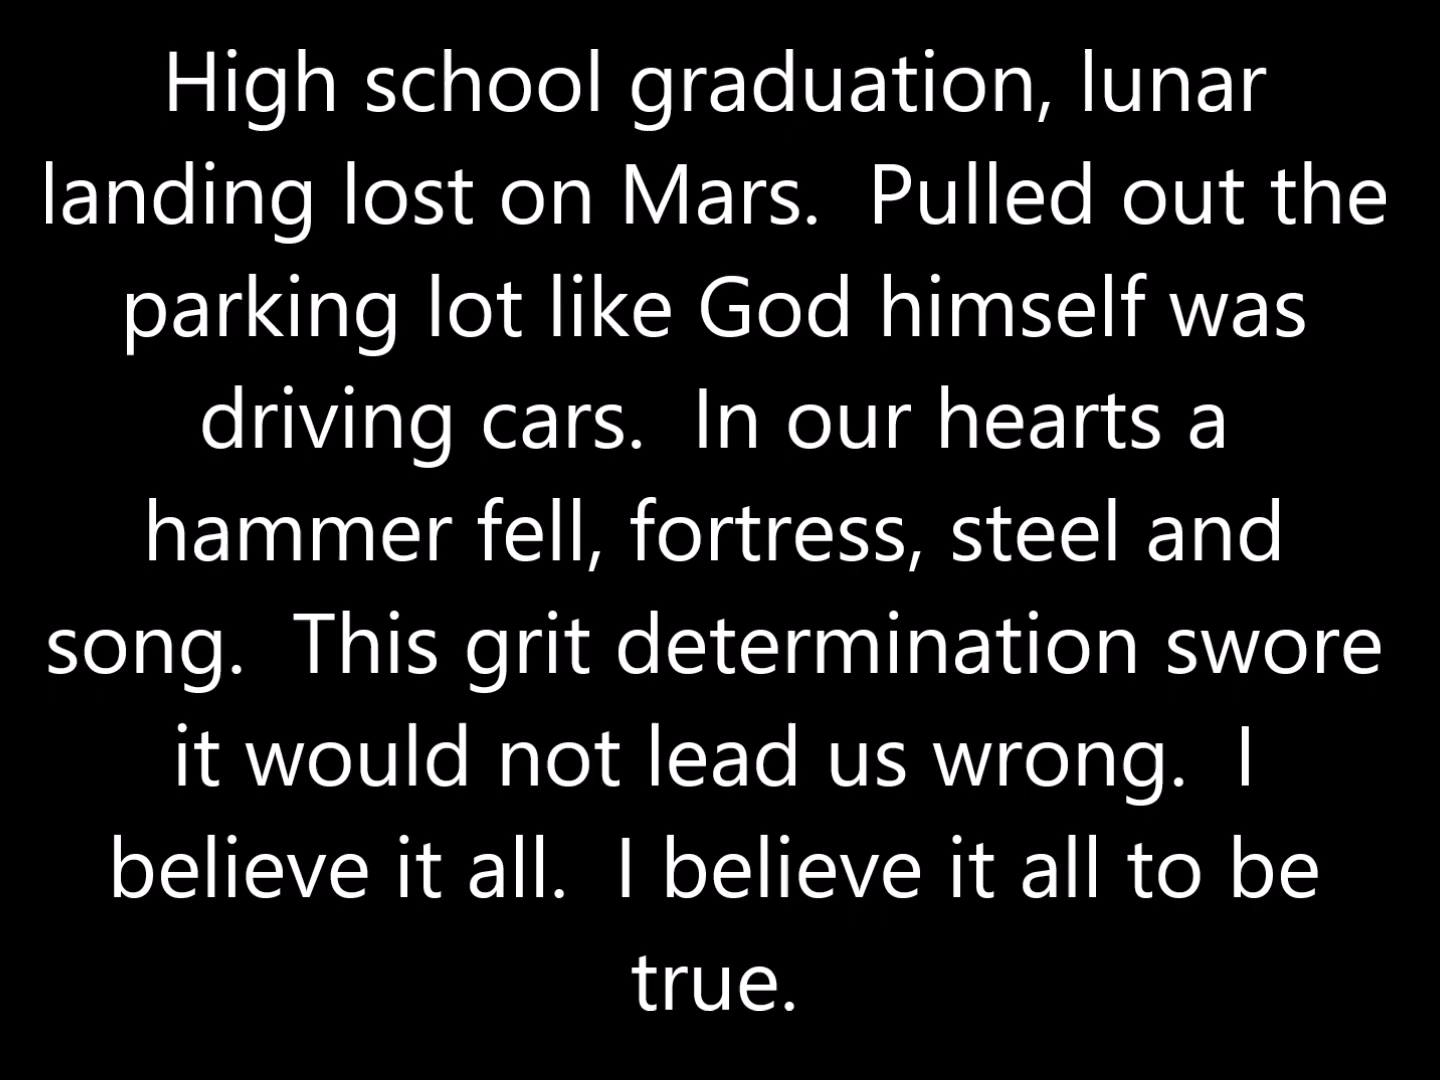 High school graduation, lunar
landing lost on Mars.  Pulled out the
parking lot like God himself was
driving cars.  In our hearts a
hammer fell, fortress, steel and
song.  This grit determination swore
it would not lead us wrong.  I
believe it all.  I believe it all to be
true.